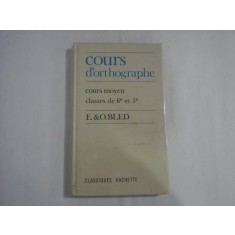 cours
d'orthographe
cours moyen
classes de 6e et 5e
E. & O. BLED
CLASSIQUES HACHETTE